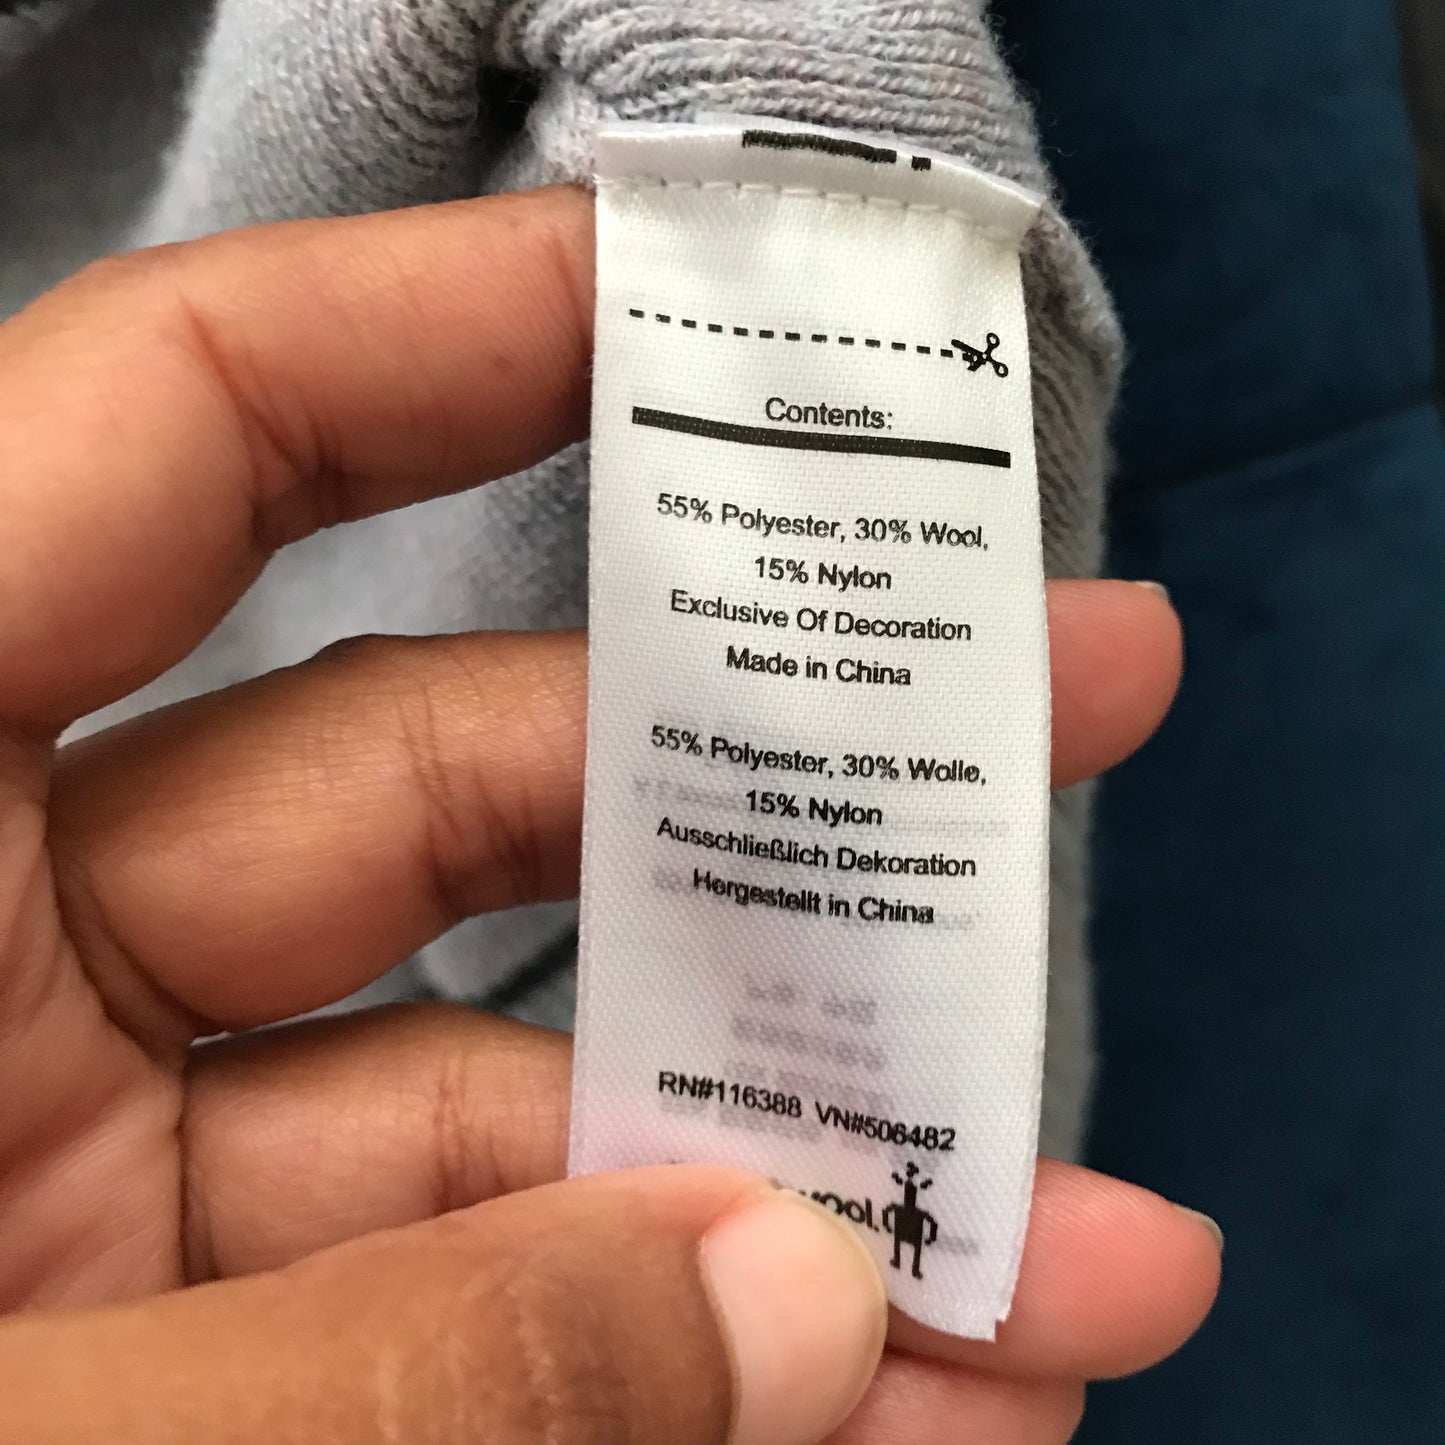 Contents:
55% Polyester, 30% Wool,
15% Nylon
Exclusive Of Decoration
Made in China
55% Polyester, 30% Wolle,
15% Nylon
Ausschließlich Dekoration
Hergestellt in China
RN#116388 VN#506482